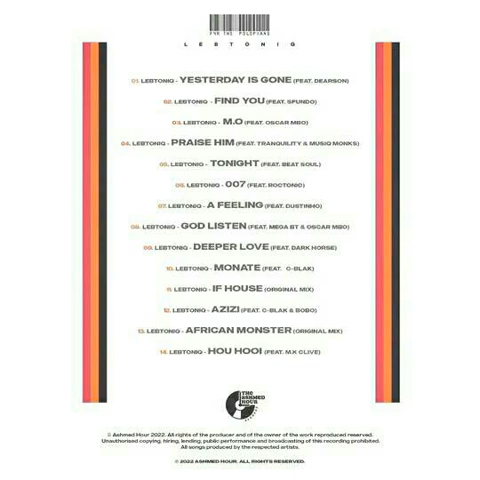 FOR THE
LEBTONIQ
01. LEBTONIQ - YESTERDAY IS GONE (FEAT. DEARSON)
02. LEBTONIQ - FIND YOU (FEAT. SFUNDO)
03. LEBTONIQ - M.O (FEAT. OSCAR MBO)
04. LEBTONIQ - PRAISE HIM (FEAT. TRANQUILITY & MUSIQ MONKS)
05. LEBTONIQ - TONIGHT (FEAT. BEAT SOUL)
06. LEBTONIQ - 007 (FEAT. ROCTONIC)
07. LEBTONIQ - A FEELING (FEAT. DUSTINHO)
08. LEBTONIQ - GOD LISTEN (FEAT. MEGA BT & OSCAR MBO)
09. LEBTONIQ - DEEPER LOVE (FEAT. DARK HORSE)
10. LEBTONIQ - MONATE (FEAT. C-BLAK)
11. LEBTONIQ - IF HOUSE (ORIGINAL MIX)
12. LEBTONIQ - AZIZI (FEAT. C-BLAK & BOBO)
13. LEBTONIQ - AFRICAN MONSTER (ORIGINAL MIX)
14. LEBTONIQ - HOU HOOI (FEAT. M.K CLIVE)
THE
ASHMED
HOUR
© Ashmed Hour 2022. All rights of the producer and of the owner of the work reproduced reserved.
Unauthorised copying, hiring, lending, public performance and broadcasting of this recording prohibited.
All songs produced by the respected artists.
© 2022 ASHMED HOUR. ALL RIGHTS RESERVED.